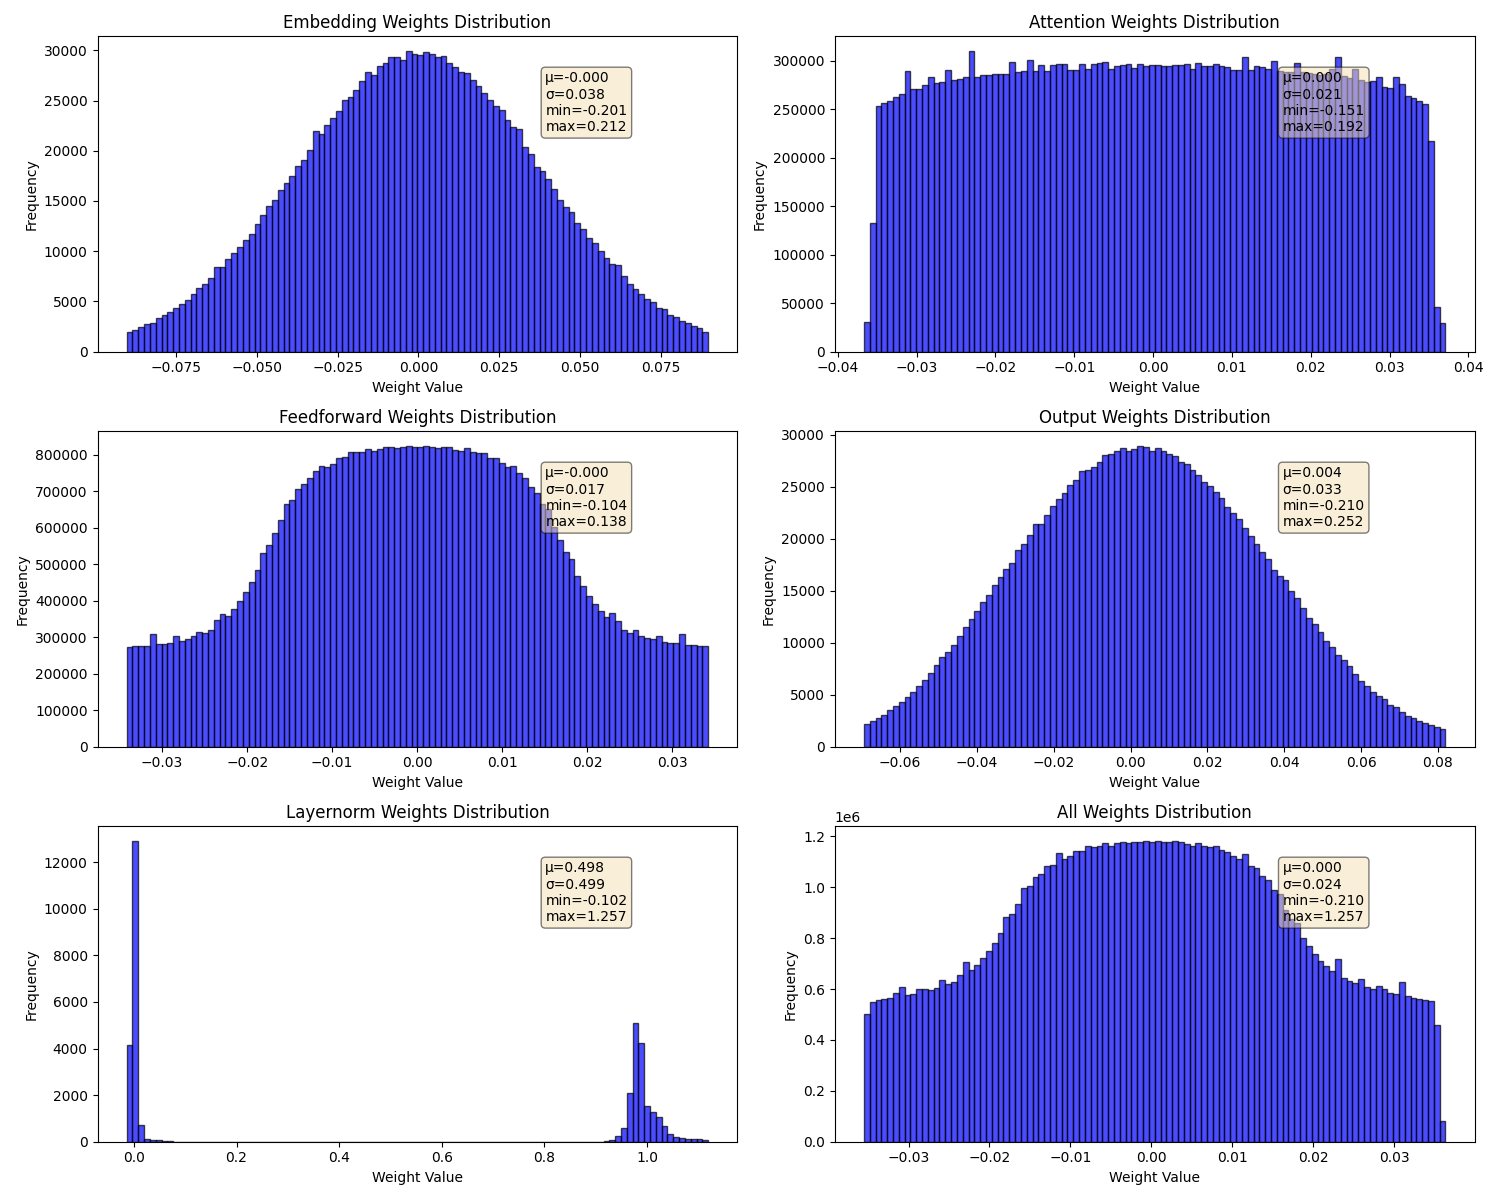 Embedding Weights Distribution
Frequency
30000
25000
20000
15000
10000
5000
0
μ=-0.000
σ=0.038
min=-0.201
max=0.212
−0.075 −0.050 −0.025 0.000 0.025 0.050 0.075
Weight Value
Attention Weights Distribution
Frequency
300000
250000
200000
150000
100000
50000
0
μ=0.000
σ=0.021
min=-0.151
max=0.192
−0.04 −0.03 −0.02 −0.01 0.00 0.01 0.02 0.03 0.04
Weight Value
Feedforward Weights Distribution
Frequency
800000
700000
600000
500000
400000
300000
200000
100000
0
μ=-0.000
σ=0.017
min=-0.104
max=0.138
−0.03 −0.02 −0.01 0.00 0.01 0.02 0.03
Weight Value
Output Weights Distribution
Frequency
30000
25000
20000
15000
10000
5000
0
μ=0.004
σ=0.033
min=-0.210
max=0.252
−0.06 −0.04 −0.02 0.00 0.02 0.04 0.06 0.08
Weight Value
Layernorm Weights Distribution
Frequency
12000
10000
8000
6000
4000
2000
0
μ=0.498
σ=0.499
min=-0.102
max=1.257
0.0 0.2 0.4 0.6 0.8 1.0
Weight Value
All Weights Distribution
1e6
Frequency
1.2
1.0
0.8
0.6
0.4
0.2
0.0
μ=0.000
σ=0.024
min=-0.210
max=1.257
−0.03 −0.02 −0.01 0.00 0.01 0.02 0.03
Weight Value